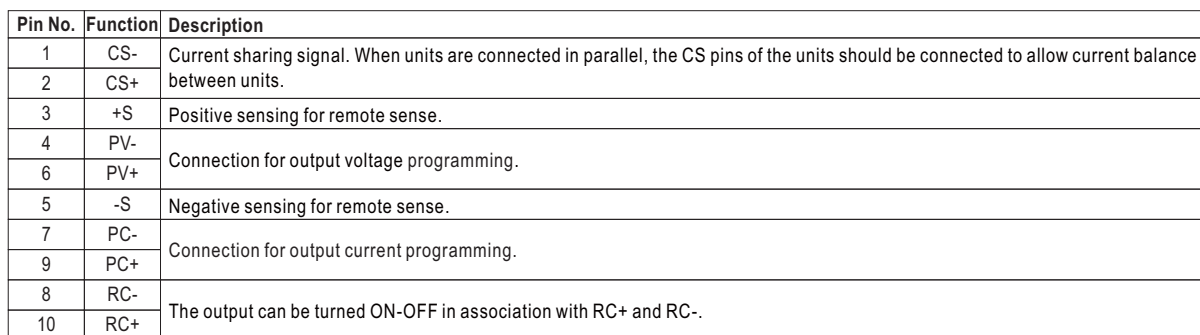 Pin No. Function Description
1 CS- Current sharing signal. When units are connected in parallel, the CS pins of the units should be connected to allow current balance
2 CS+ between units.
3 +S Positive sensing for remote sense.
4 PV-
Connection for output voltage programming.
6 PV+
5 -S Negative sensing for remote sense.
7 PC-
Connection for output current programming.
9 PC+
8 RC-
The output can be turned ON-OFF in association with RC+ and RC-.
10 RC+